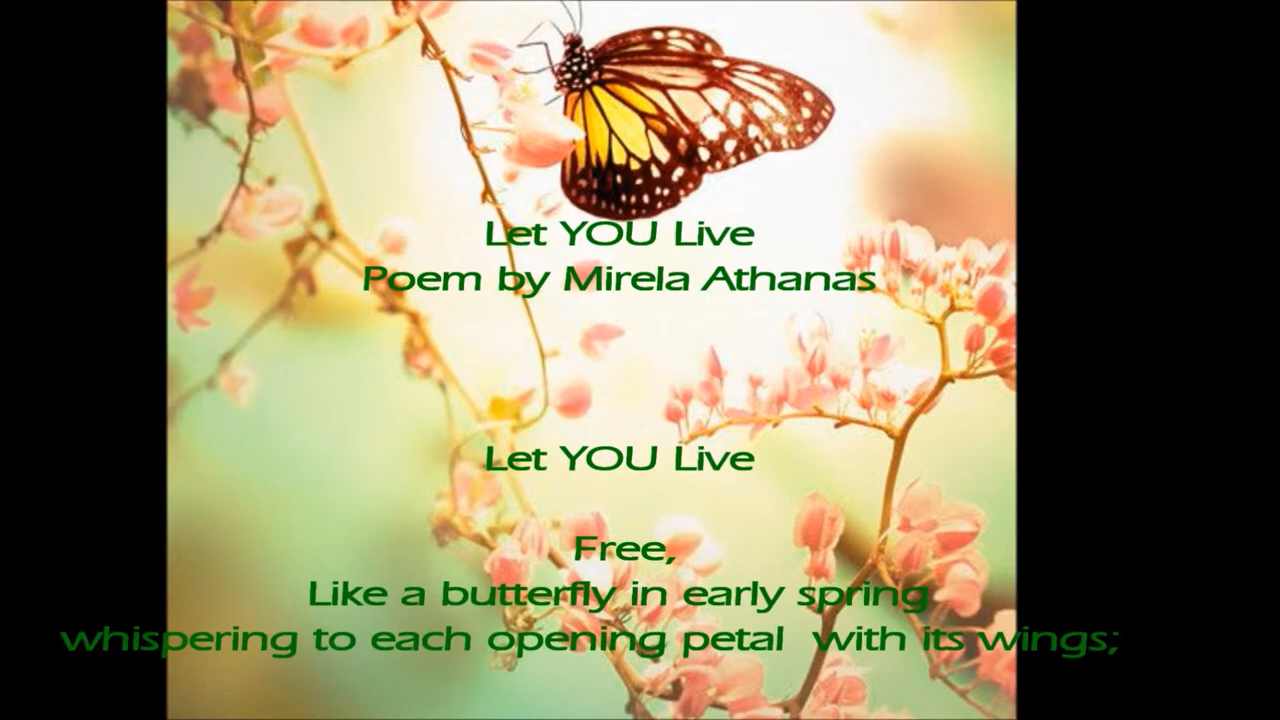 Let YOU Live
Poem by Mirela Athanas
Let YOU Live
Free,
Like a butterfly in early spring
whispering to each opening petal  with its wings;